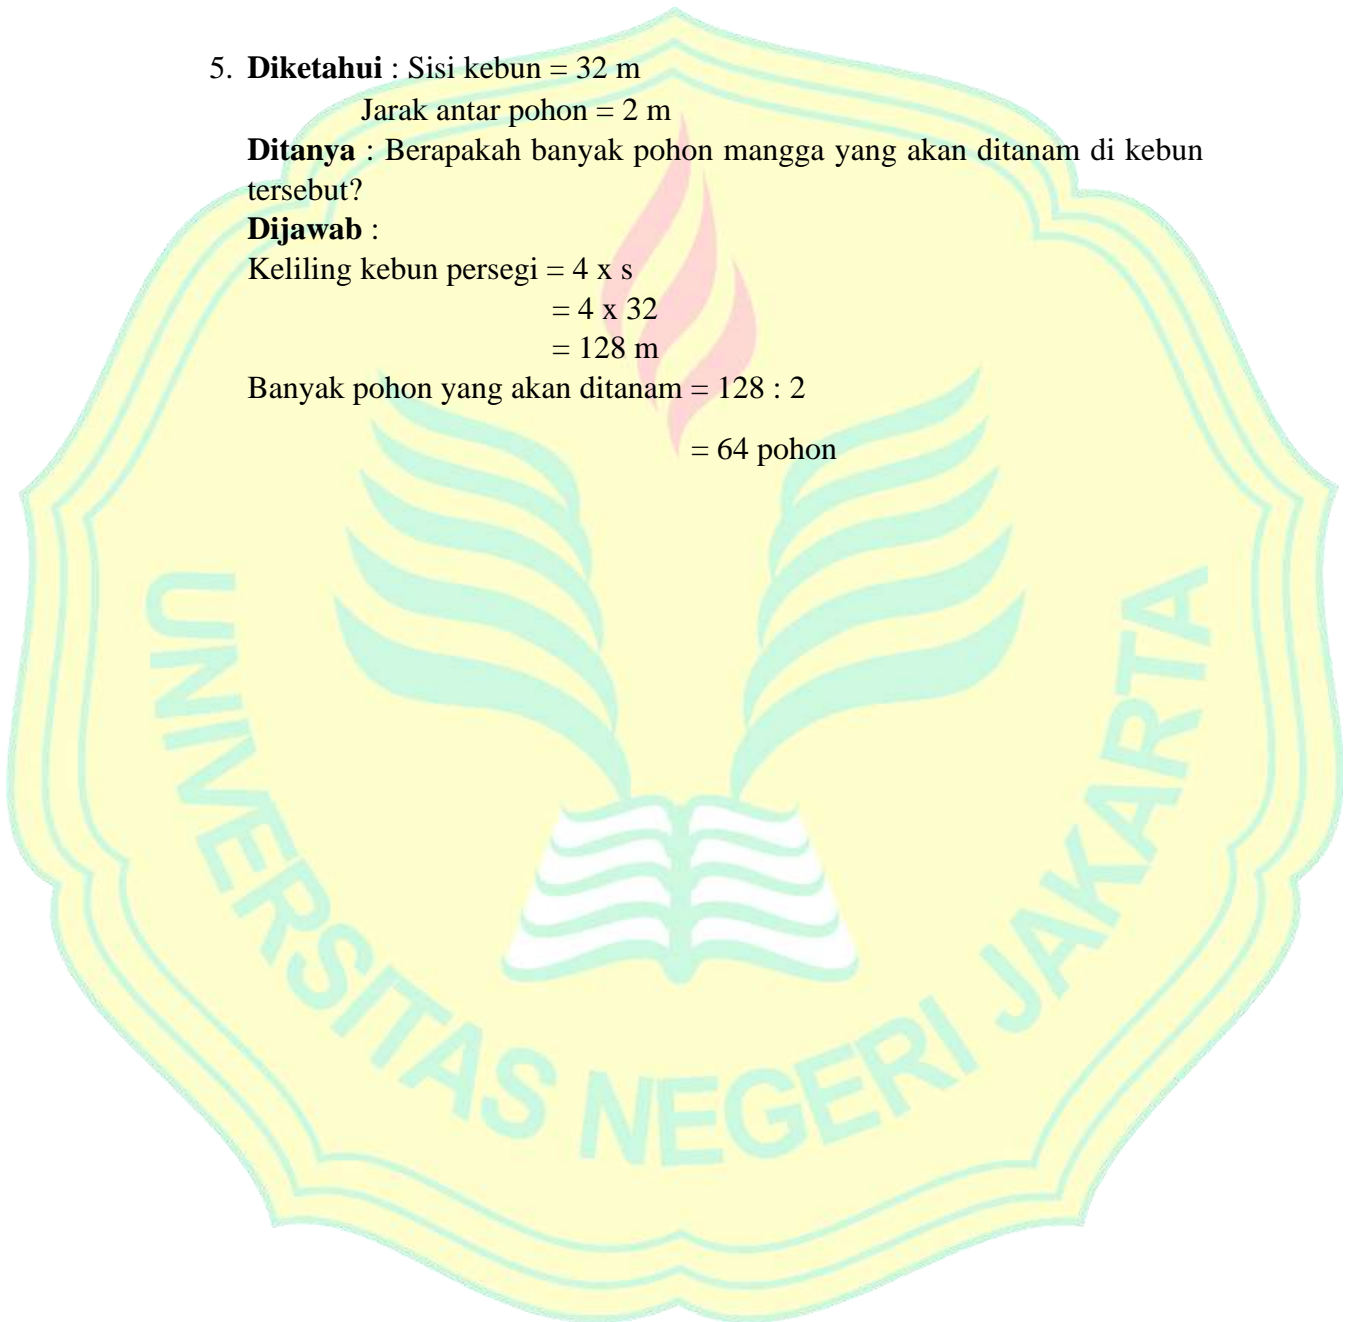 5. Diketahui : Sisi kebun = 32 m
Jarak antar pohon = 2 m
Ditanya : Berapakah banyak pohon mangga yang akan ditanam di kebun
tersebut?
Dijawab :
Keliling kebun persegi = 4 x s
= 4 x 32
= 128 m
Banyak pohon yang akan ditanam = 128 : 2
= 64 pohon
UNIVERSITAS NEGERI JAKARTA